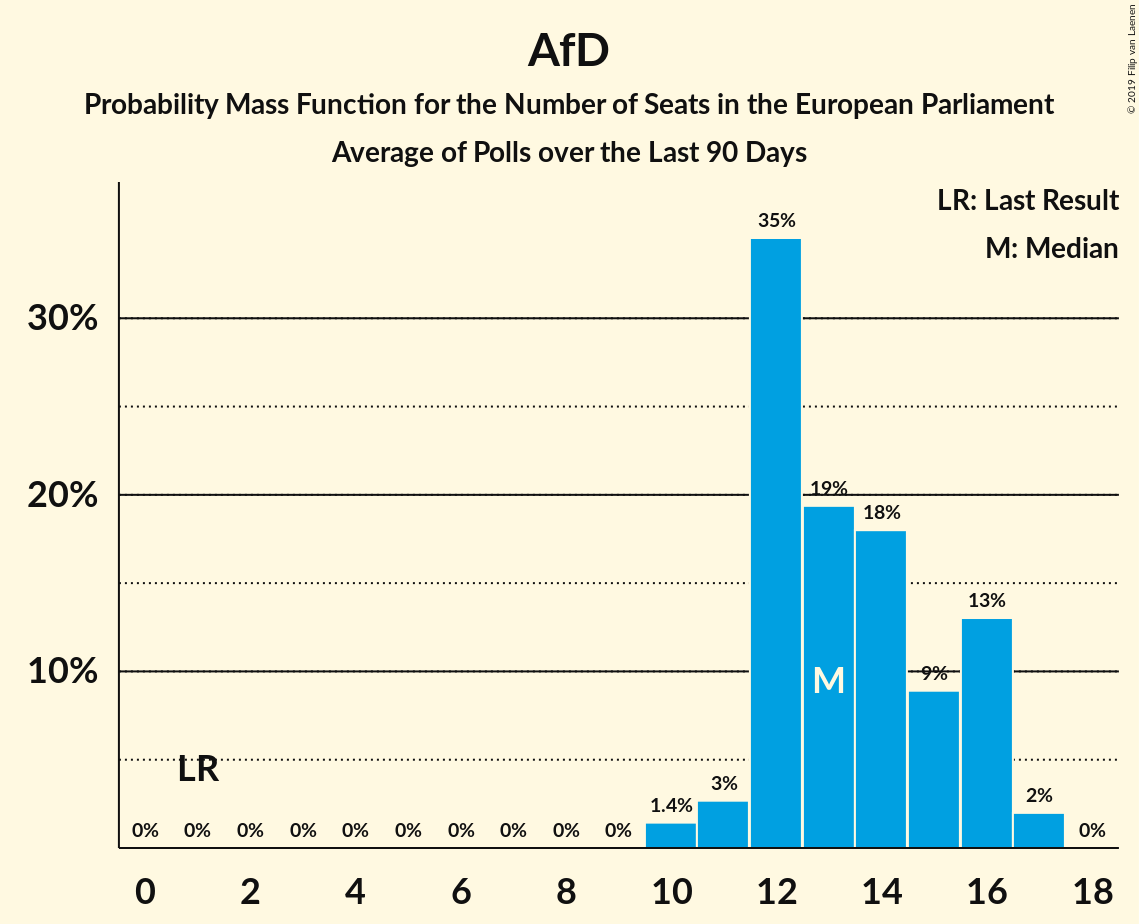 AfD
Probability Mass Function for the Number of Seats in the European Parliament
Average of Polls over the Last 90 Days
© 2019 Filip van Laenen
LR: Last Result
M: Median
35%
30%
20%
19%
18%
13%
10%
9%
M
LR
3%
1.4%
2%
0% 0% 0% 0% 0% 0% 0% 0% 0% 0% 0%
0 2 4 6 8 10 12 14 16 18